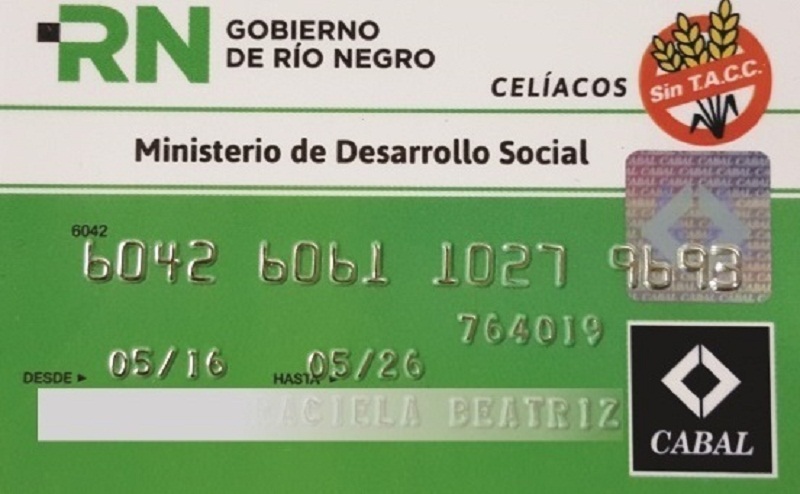 RN GOBIERNO
DE RÍO NEGRO
CELÍACOS
Sin T.A.C.C.
Ministerio de Desarrollo Social
6042
6042 6061 1027 9693
764019
DESDE 05/16 HASTA 05/26
BEATRIZ
CABAL